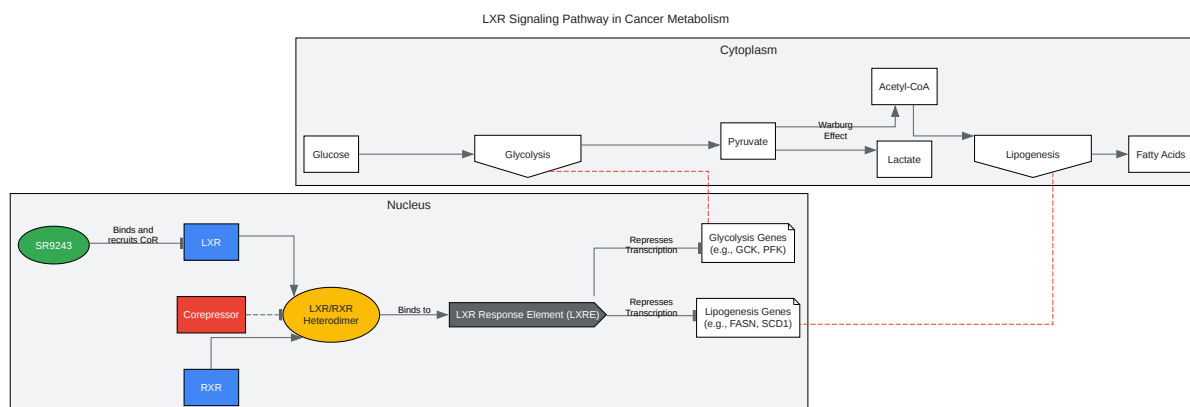 LXR Signaling Pathway in Cancer Metabolism
Cytoplasm
Acetyl-CoA
Warburg
Effect
Glucose
Glycolysis
Pyruvate
Lactate
Lipogenesis
Fatty Acids
Nucleus
SR9243
Binds and
recruits CoR
LXR
Represses
Transcription
Glycolysis Genes
(e.g., GCK, PFK)
Corepressor
LXR/RXR
Heterodimer
Binds to
LXR Response Element (LXRE)
Represses
Transcription
Lipogenesis Genes
(e.g., FASN, SCD1)
RXR